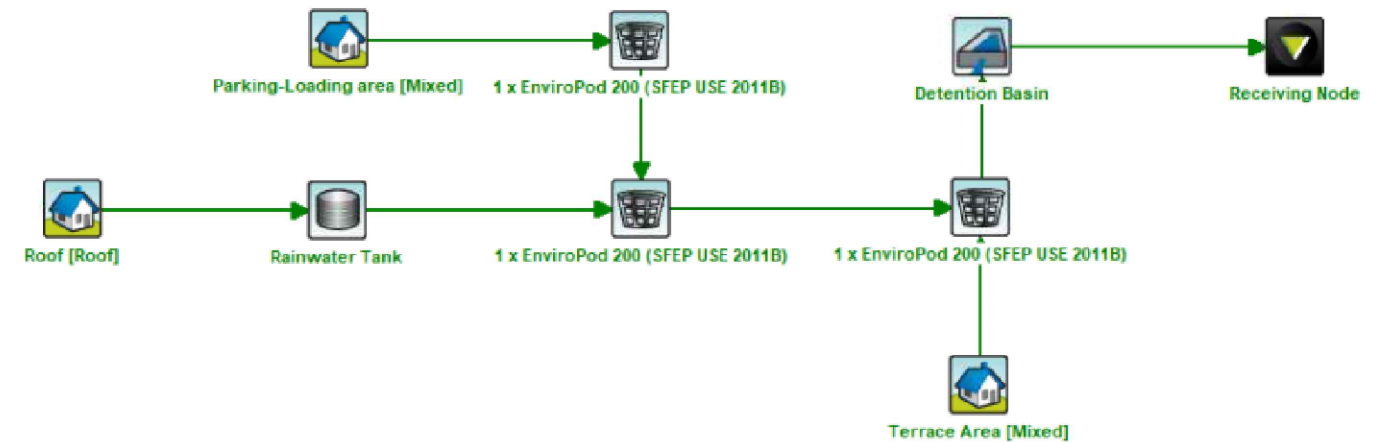 Parking-Loading area [Mixed]
1 x EnviroPod 200 (SFEP USE 2011B)
Detention Basin
Receiving Node
Roof [Roof]
Rainwater Tank
1 x EnviroPod 200 (SFEP USE 2011B)
1 x EnviroPod 200 (SFEP USE 2011B)
Terrace Area [Mixed]